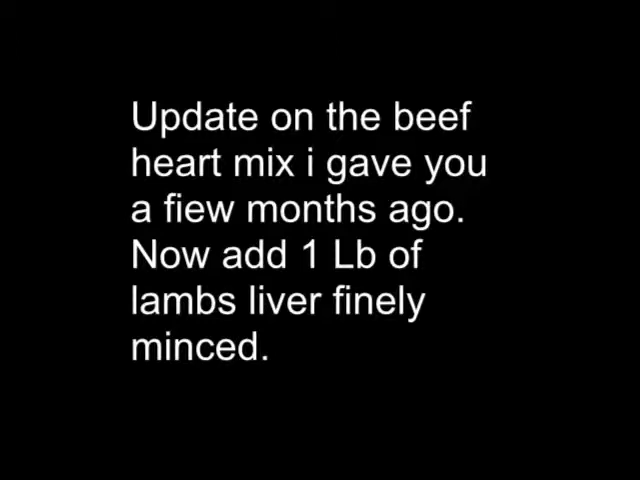 Update on the beef
heart mix i gave you
a fiew months ago.
Now add 1 Lb of
lambs liver finely
minced.